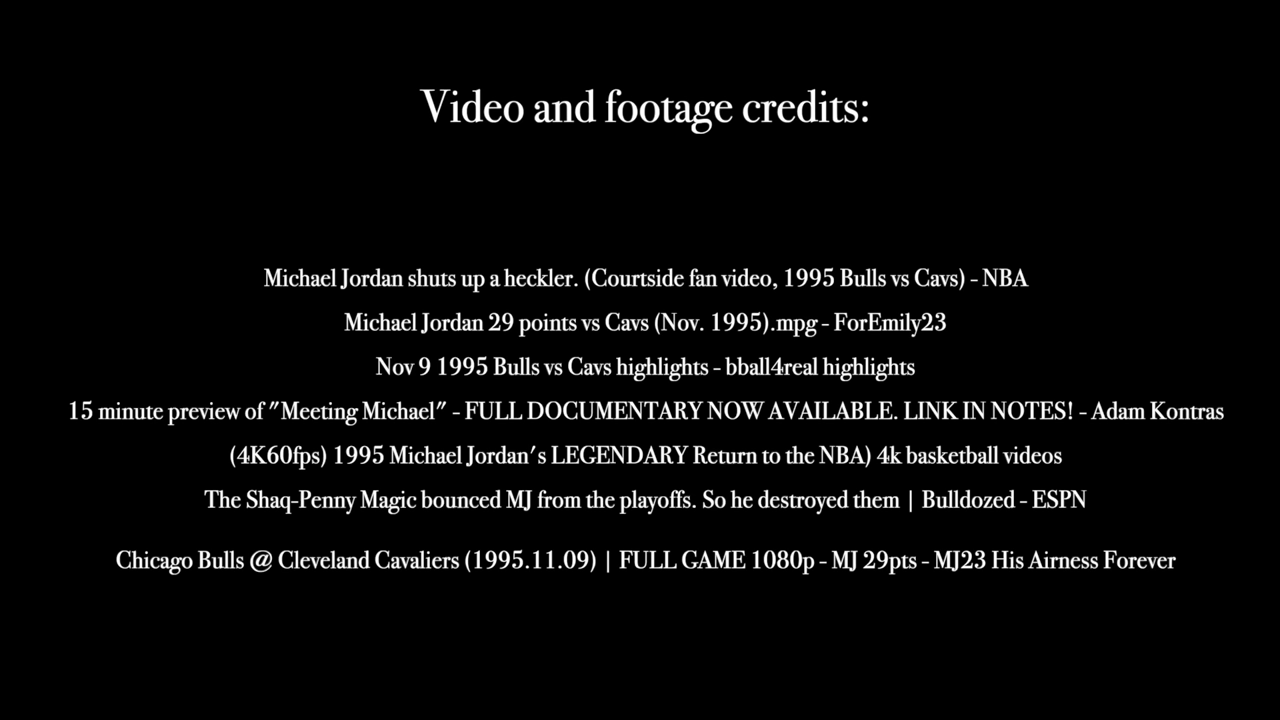 Video and footage credits:
Michael Jordan shuts up a heckler. (Courtside fan video, 1995 Bulls vs Cavs) - NBA
Michael Jordan 29 points vs Cavs (Nov. 1995).mpg - ForEmily23
Nov 9 1995 Bulls vs Cavs highlights - bball4real highlights
15 minute preview of "Meeting Michael" - FULL DOCUMENTARY NOW AVAILABLE. LINK IN NOTES! - Adam Kontras
(4K60fps) 1995 Michael Jordan's LEGENDARY Return to the NBA) 4k basketball videos
The Shaq-Penny Magic bounced MJ from the playoffs. So he destroyed them | Bulldozed - ESPN
Chicago Bulls @ Cleveland Cavaliers (1995.11.09) | FULL GAME 1080p - MJ 29pts - MJ23 His Airness Forever